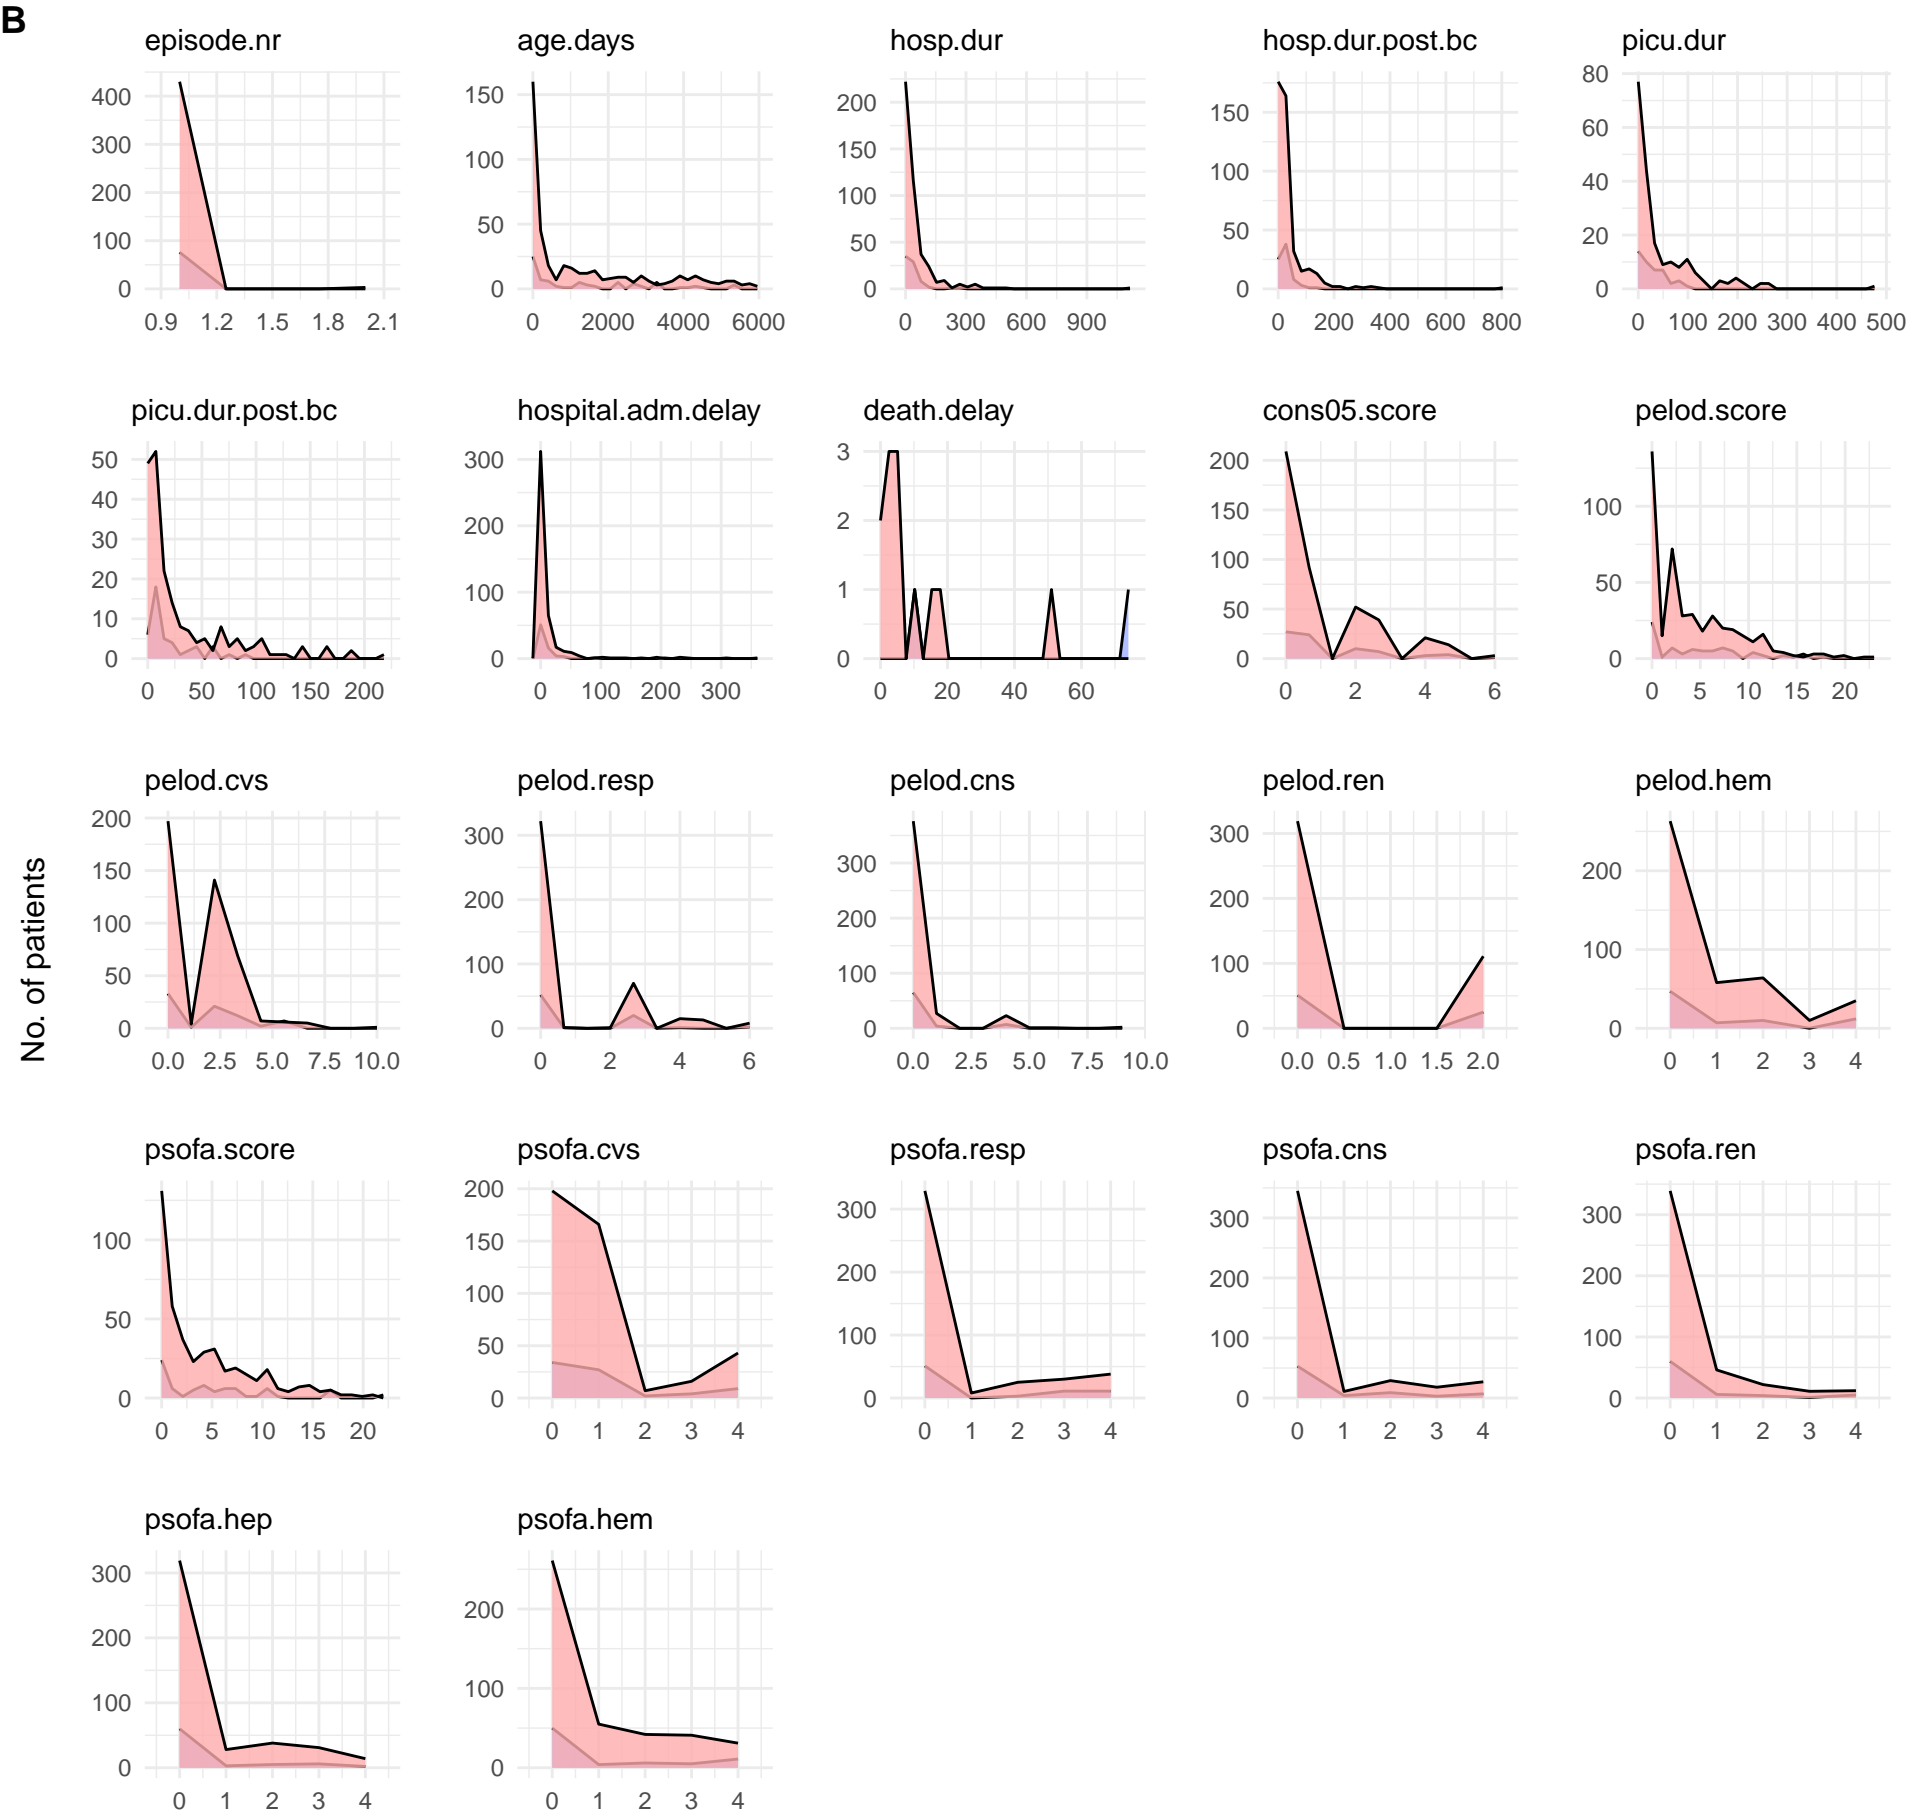 B
episode.nr age.days hosp.dur hosp.dur.post.bc picu.dur
400 300 200 100 0
0.9 1.2 1.5 1.8 2.1
150 100 50 0
0 2000 4000 6000
200 150 100 50 0
0 300 600 900
150 100 50 0
0 200 400 600 800
80 60 40 20 0
0 100 200 300 400 500
picu.dur.post.bc hospital.adm.delay death.delay cons05.score pelod.score
50 40 30 20 10 0
0 50 100 150 200
300 200 100 0
0 100 200 300
3 2 1 0
0 20 40 60
200 150 100 50 0
0 2 4 6
100 50 0
0 5 10 15 20
No. of patients
pelod.cvs pelod.resp pelod.cns pelod.ren pelod.hem
200 150 100 50 0
0.0 2.5 5.0 7.5 10.0
300 200 100 0
0 2 4 6
300 200 100 0
0.0 2.5 5.0 7.5 10.0
300 200 100 0
0.0 0.5 1.0 1.5 2.0
200 100 0
0 1 2 3 4
psofa.score psofa.cvs psofa.resp psofa.cns psofa.ren
100 50 0
0 5 10 15 20
200 150 100 50 0
0 1 2 3 4
300 200 100 0
0 1 2 3 4
300 200 100 0
0 1 2 3 4
300 200 100 0
0 1 2 3 4
psofa.hep psofa.hem
300 200 100 0
0 1 2 3 4
200 100 0
0 1 2 3 4